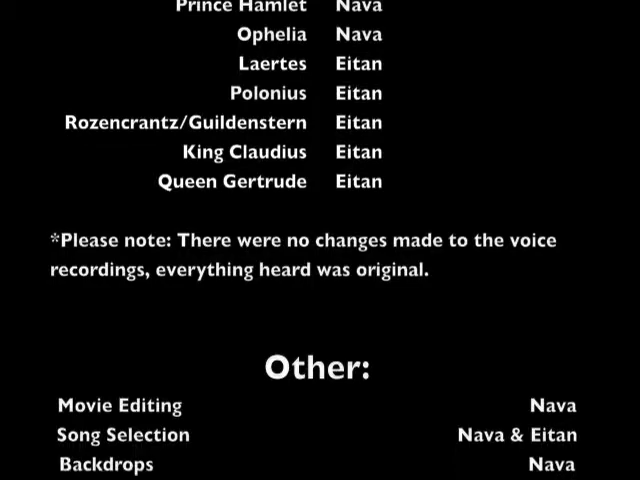 Prince Hamlet Nava
Ophelia Nava
Laertes Eitan
Polonius Eitan
Rozencrantz/Guildenstern Eitan
King Claudius Eitan
Queen Gertrude Eitan
*Please note: There were no changes made to the voice
recordings, everything heard was original.
Other:
Movie Editing Nava
Song Selection Nava & Eitan
Backdrops Nava